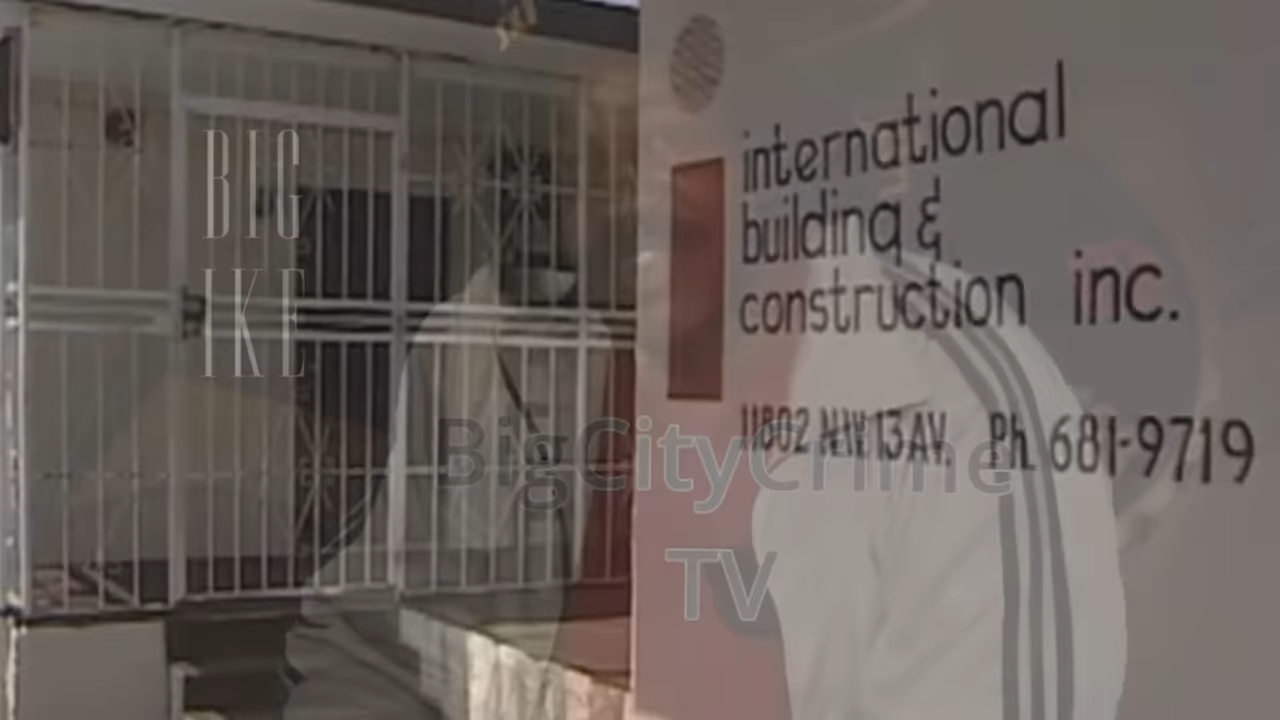 BIG
IKE
international
building &
construction inc.
11802 N.W. 13 AV. Ph. 681-9719
BigCityCrime
TV